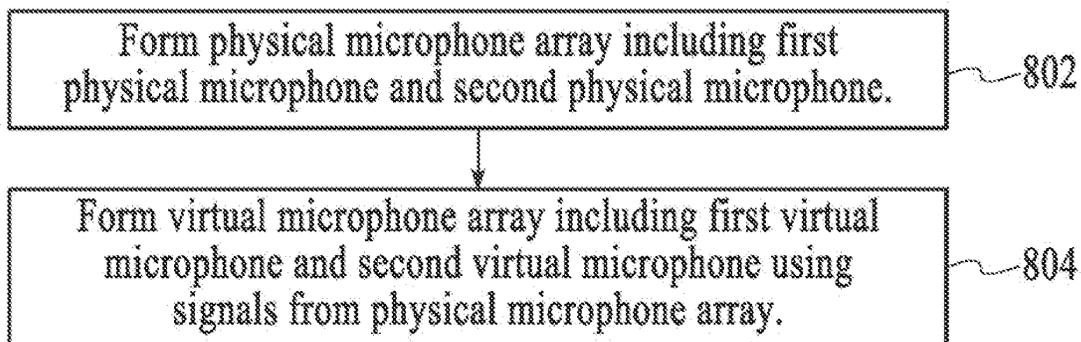 Form physical microphone array including first
physical microphone and second physical microphone.
802
Form virtual microphone array including first virtual
microphone and second virtual microphone using
signals from physical microphone array.
804